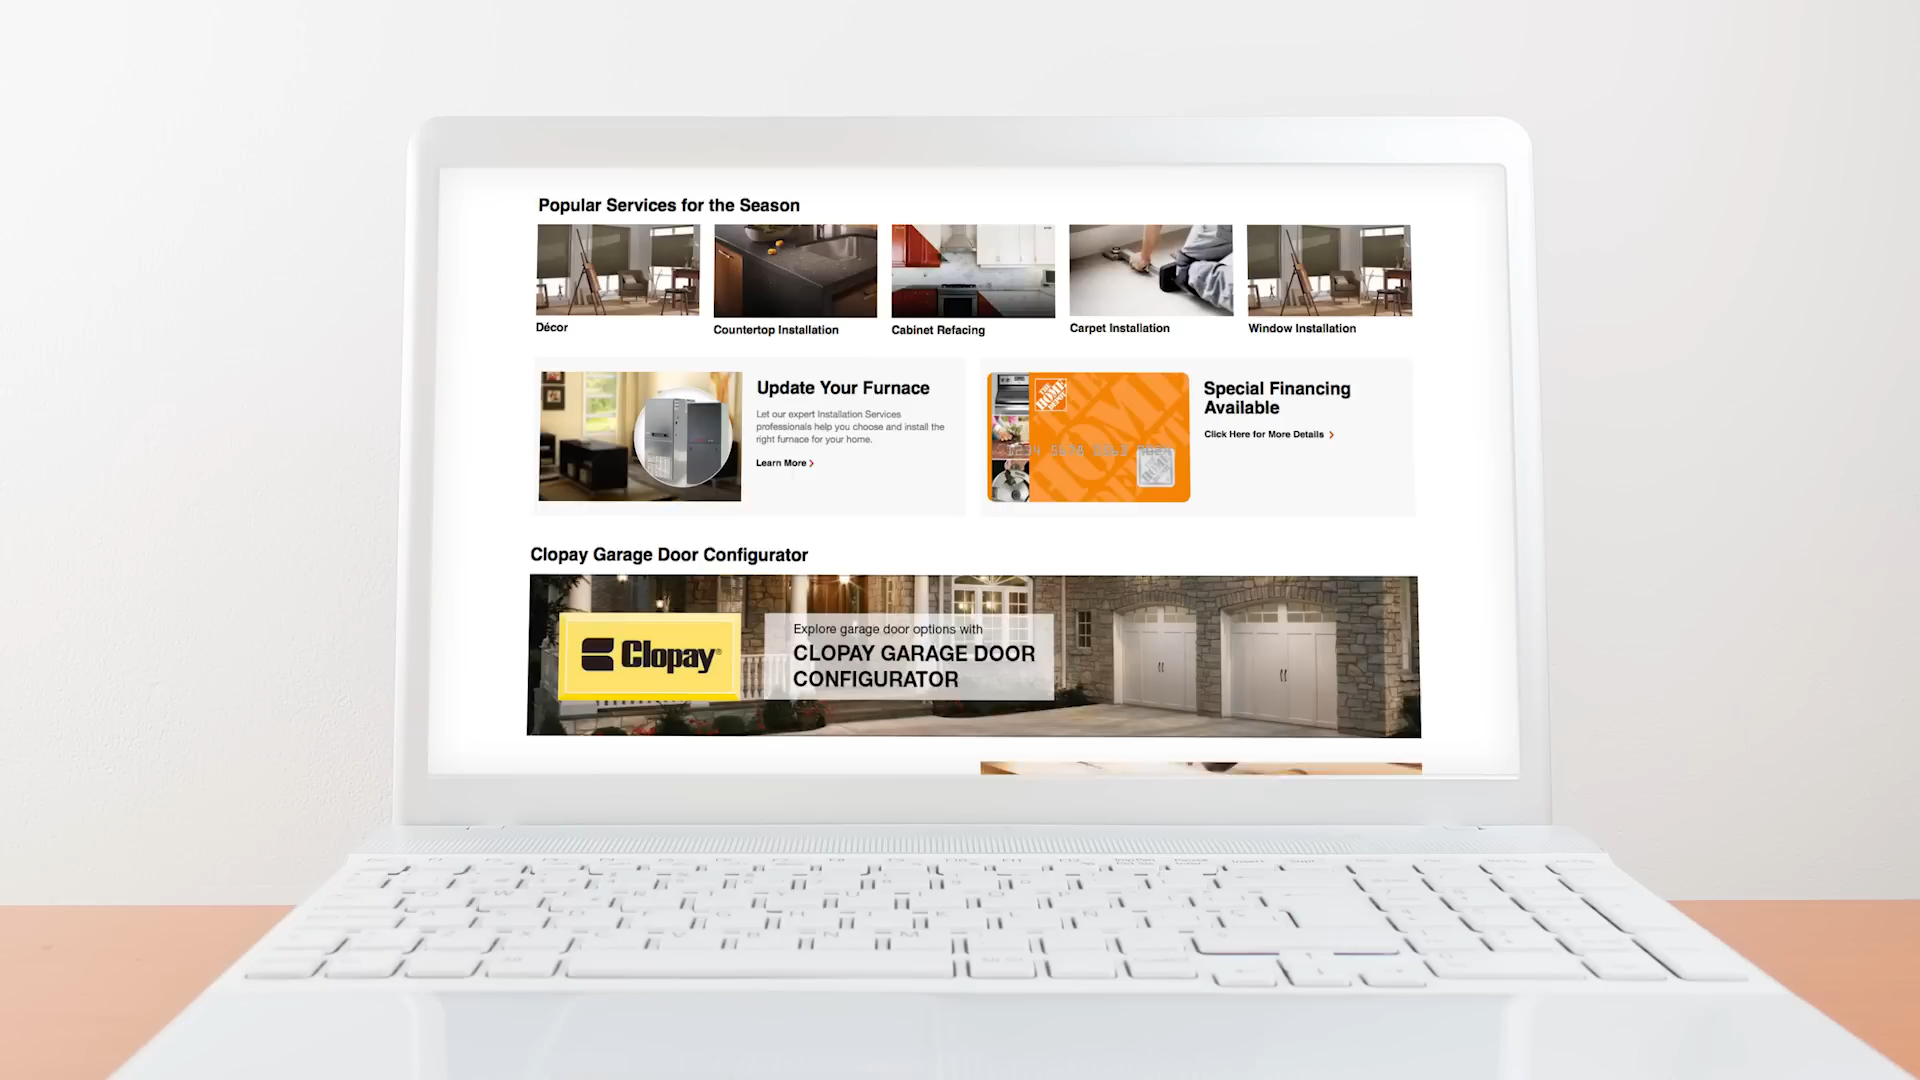 Popular Services for the Season
Décor
Countertop Installation
Cabinet Refacing
Carpet Installation
Window Installation
Update Your Furnace
Let our expert Installation Services
professionals help you choose and install the
right furnace for your home.
Learn More >
THE
HOME
DEPOT
Special Financing
Available
Click Here for More Details >
Clopay Garage Door Configurator
Clopay®
Explore garage door options with
CLOPAY GARAGE DOOR
CONFIGURATOR